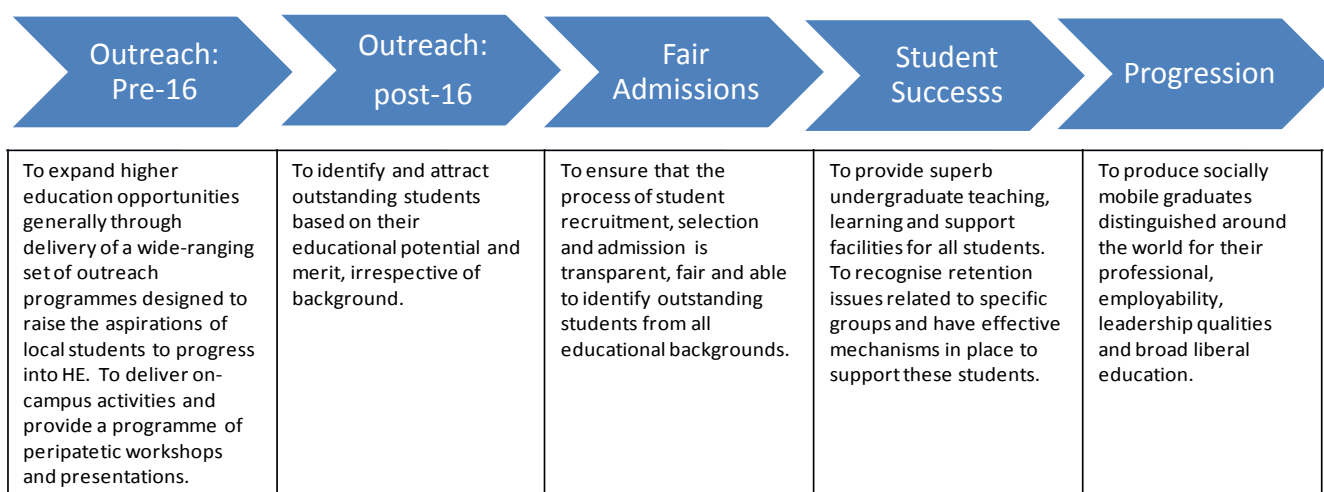 Outreach:
Pre-16
Outreach:
post-16
Fair
Admissions
Student
Successs
Progression
To expand higher
education opportunities
generally through
delivery of a wide-ranging
set of outreach
programmes designed to
raise the aspirations of
local students to progress
into HE. To deliver on-
campus activities and
provide a programme of
peripatetic workshops
and presentations.
To identify and attract
outstanding students
based on their
educational potential and
merit, irrespective of
background.
To ensure that the
process of student
recruitment, selection
and admission is
transparent, fair and able
to identify outstanding
students from all
educational backgrounds.
To provide superb
undergraduate teaching,
learning and support
facilities for all students.
To recognise retention
issues related to specific
groups and have effective
mechanisms in place to
support these students.
To produce socially
mobile graduates
distinguished around
the world for their
professional,
employability,
leadership qualities
and broad liberal
education.